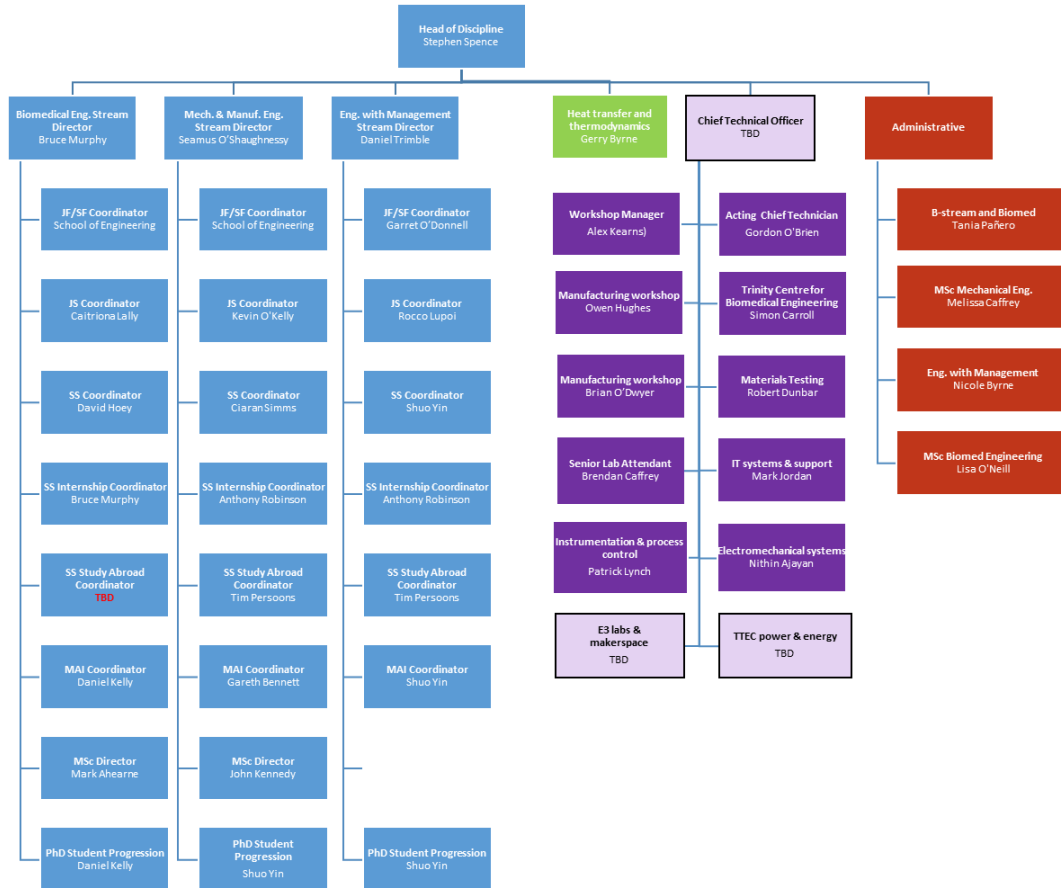 Head of Discipline
Stephen Spence
Biomedical Eng. Stream
Director
Bruce Murphy
Mech. & Manuf. Eng.
Stream Director
Seamus O'Shaughnessy
Eng. with Management
Stream Director
Daniel Trimble
Heat transfer and
thermodynamics
Gerry Byrne
Chief Technical Officer
TBD
Administrative
JF/SF Coordinator
School of Engineering
JS Coordinator
Caitriona Lally
SS Coordinator
David Hoey
SS Internship Coordinator
Bruce Murphy
SS Study Abroad
Coordinator
TBD
MAI Coordinator
Daniel Kelly
MSc Director
Mark Ahearne
PhD Student Progression
Daniel Kelly
JF/SF Coordinator
School of Engineering
JS Coordinator
Kevin O'Kelly
SS Coordinator
Ciaran Simms
SS Internship Coordinator
Anthony Robinson
SS Study Abroad
Coordinator
Tim Persoons
MAI Coordinator
Gareth Bennett
MSc Director
John Kennedy
PhD Student
Progression
Shuo Yin
JF/SF Coordinator
Garret O'Donnell
JS Coordinator
Rocco Lupoi
SS Coordinator
Shuo Yin
SS Internship Coordinator
Anthony Robinson
SS Study Abroad
Coordinator
Tim Persoons
MAI Coordinator
Shuo Yin
PhD Student Progression
Shuo Yin
Workshop Manager
Alex Kearns)
Manufacturing workshop
Owen Hughes
Manufacturing workshop
Brian O'Dwyer
Senior Lab Attendant
Brendan Caffrey
Instrumentation & process
control
Patrick Lynch
E3 labs &
makerspace
TBD
Acting Chief Technician
Gordon O'Brien
Trinity Centre for
Biomedical Engineering
Simon Carroll
Materials Testing
Robert Dunbar
IT systems & support
Mark Jordan
Electromechanical systems
Nithin Ajayan
TTEC power & energy
TBD
B-stream and Biomed
Tania Pañero
MSc Mechanical Eng.
Melissa Caffrey
Eng. with Management
Nicole Byrne
MSc Biomed Engineering
Lisa O'Neill